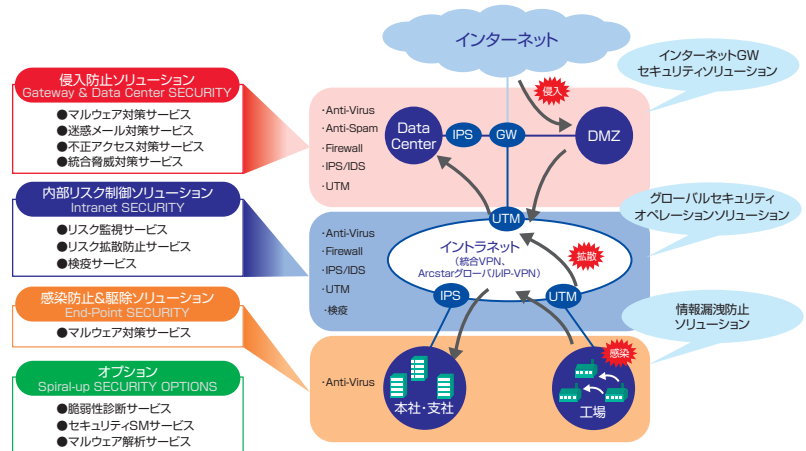 侵入防止ソリューション
Gateway & Data Center SECURITY
●マルウェア対策サービス
●迷惑メール対策サービス
●不正アクセス対策サービス
●統合脅威対策サービス
内部リスク制御ソリューション
Intranet SECURITY
●リスク監視サービス
●リスク拡散防止サービス
●検疫サービス
感染防止&駆除ソリューション
End-Point SECURITY
●マルウェア対策サービス
オプション
Spiral-up SECURITY OPTIONS
●脆弱性診断サービス
●セキュリティSMサービス
●マルウェア解析サービス
インターネット
侵入
・Anti-Virus
・Anti-Spam
・Firewall
・IPS/IDS
・UTM
Data
Center
IPS
GW
DMZ
UTM
・Anti-Virus
・Firewall
・IPS/IDS
・UTM
・検疫
イントラネット
（統合VPN、
ArcstarグローバルIP-VPN）
拡散
IPS
UTM
・Anti-Virus
本社・支社
感染
工場
インターネットGW
セキュリティソリューション
グローバルセキュリティ
オペレーションソリューション
情報漏洩防止
ソリューション